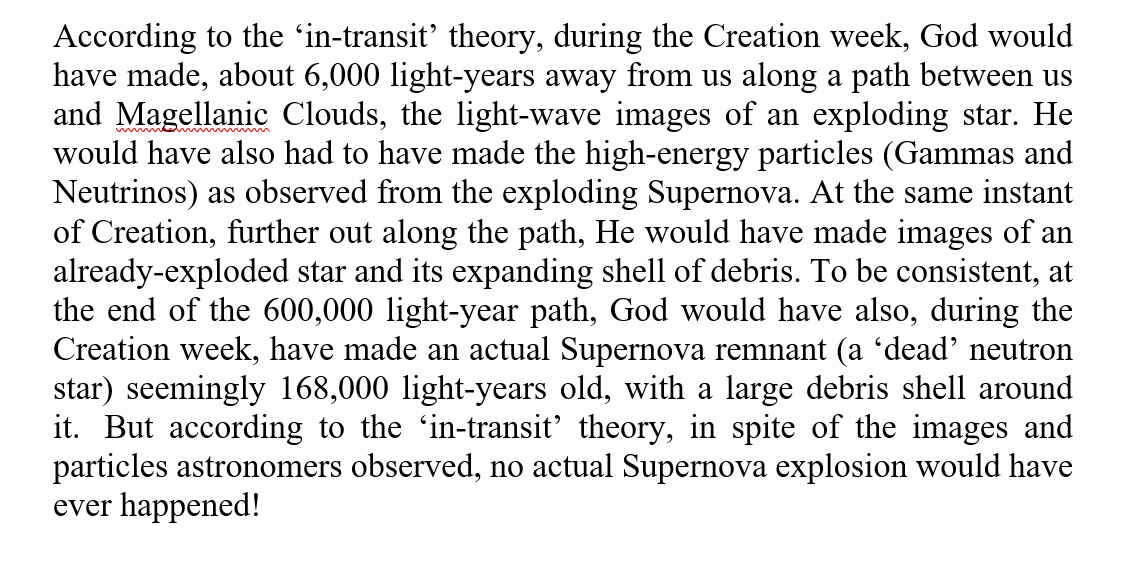 According to the ‘in-transit’ theory, during the Creation week, God would
have made, about 6,000 light-years away from us along a path between us
and Magellanic Clouds, the light-wave images of an exploding star. He
would have also had to have made the high-energy particles (Gammas and
Neutrinos) as observed from the exploding Supernova. At the same instant
of Creation, further out along the path, He would have made images of an
already-exploded star and its expanding shell of debris. To be consistent, at
the end of the 600,000 light-year path, God would have also, during the
Creation week, have made an actual Supernova remnant (a ‘dead’ neutron
star) seemingly 168,000 light-years old, with a large debris shell around
it. But according to the ‘in-transit’ theory, in spite of the images and
particles astronomers observed, no actual Supernova explosion would have
ever happened!